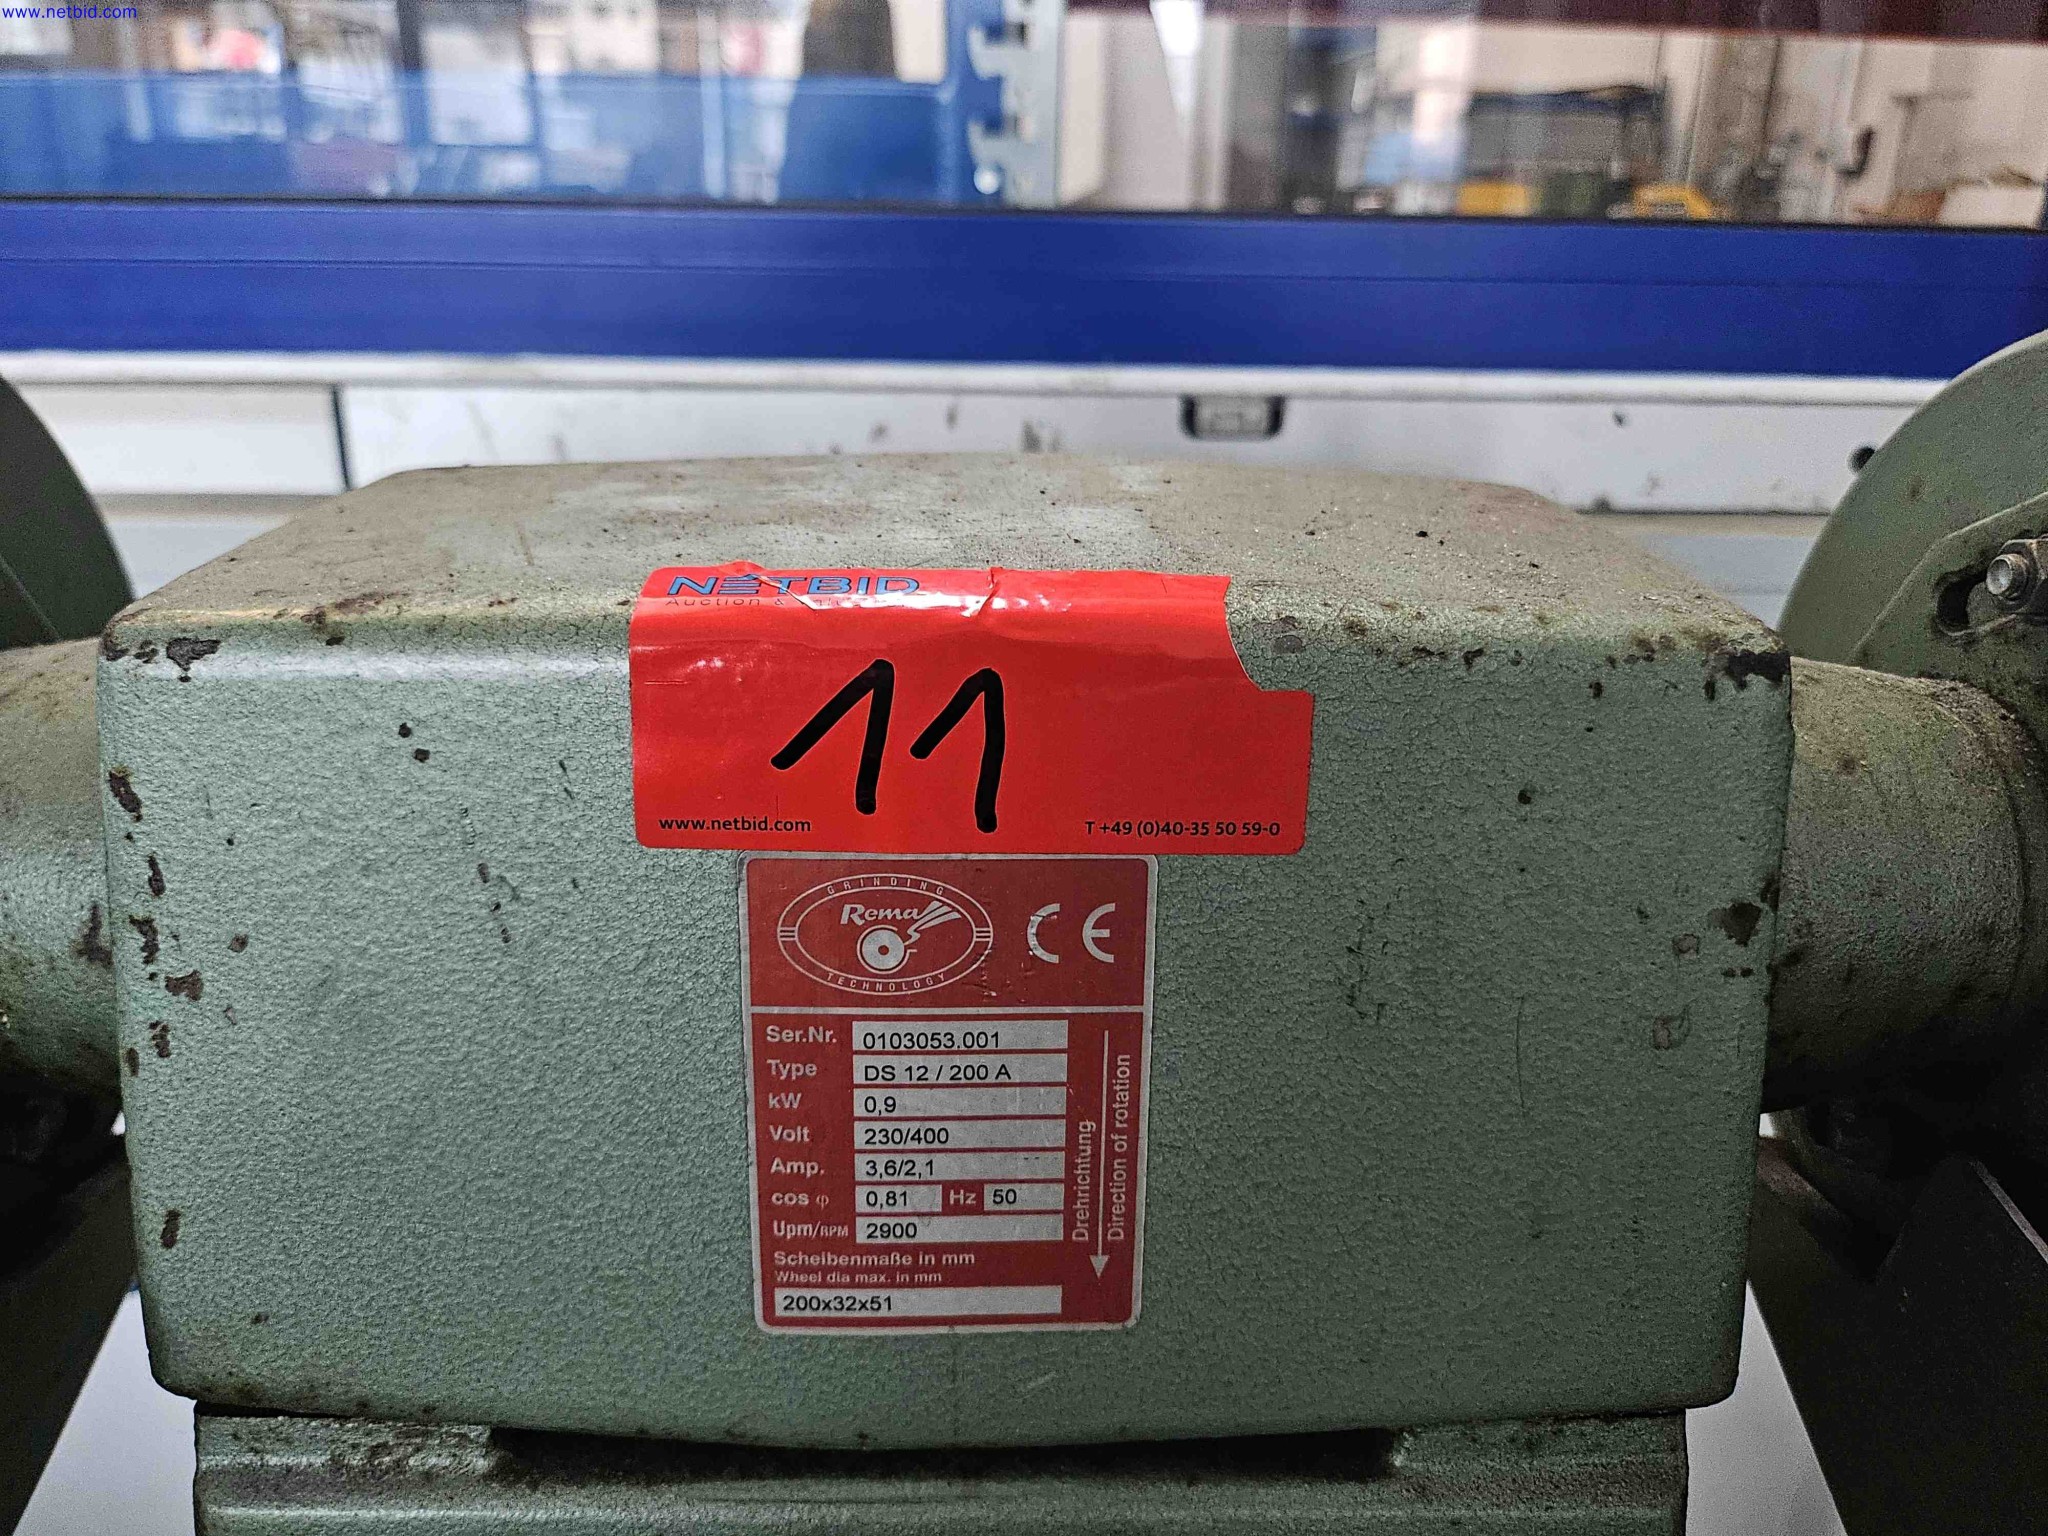 www.netbid.com
NETBID
Auction &
11
www.netbid.com
T +49 (0)40-35 50 59-0
GRINDING
Rema
TECHNOLOGY
CE
Ser.Nr. 0103053.001
Type DS 12 / 200 A
kW 0,9
Volt 230/400
Amp. 3,6/2,1
cos φ 0,81 Hz 50
Upm/RPM 2900
Scheibenmaße in mm
Wheel dia max. in mm
200x32x51
Drehrichtung
Direction of rotation